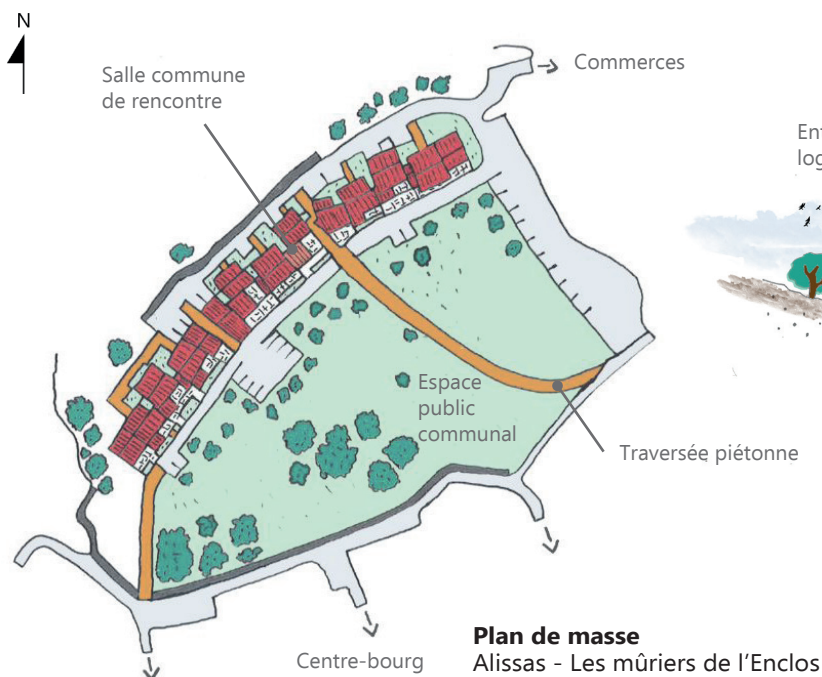 N
Salle commune
de rencontre
Commerces
Espace
public
communal
Traversée piétonne
Centre-bourg
Plan de masse
Alissas - Les mûriers de l'Enclos